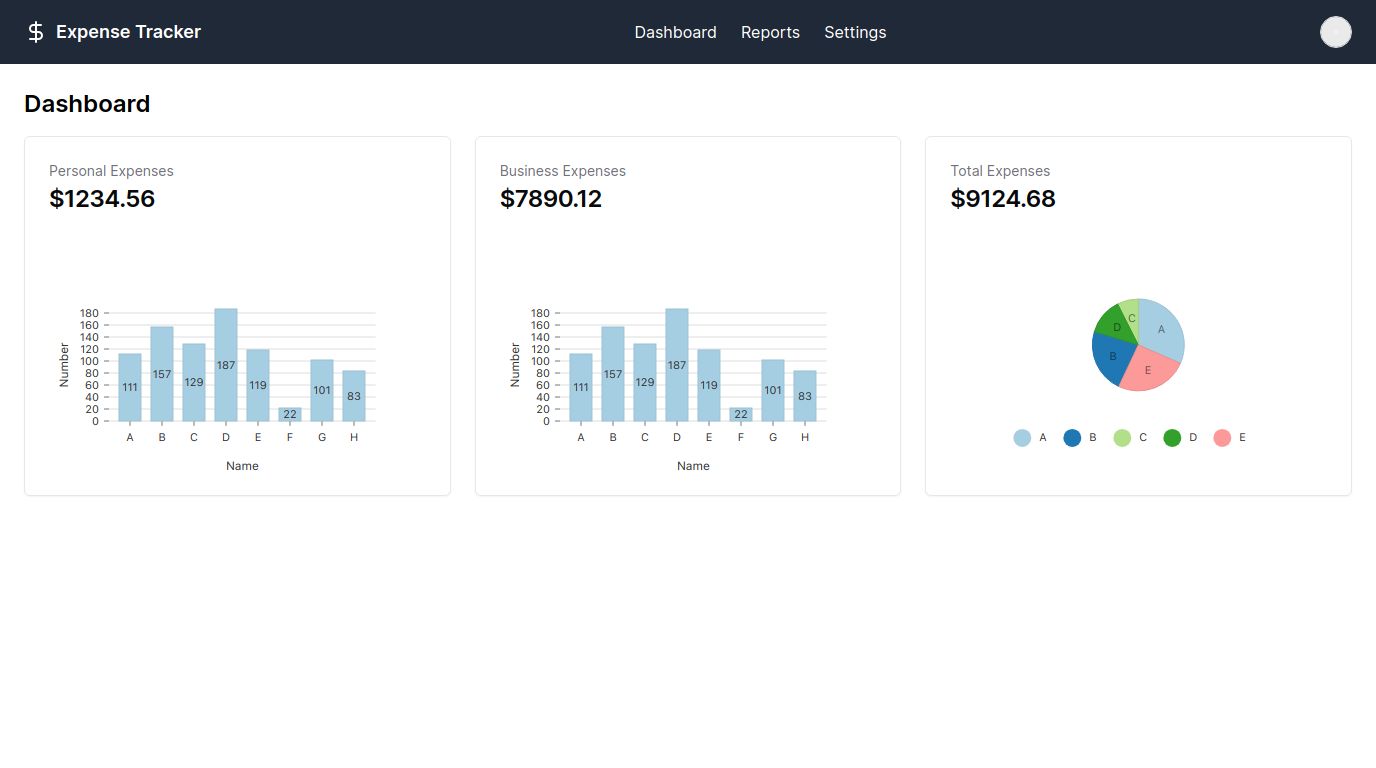 Expense Tracker
Dashboard Reports Settings
Dashboard
Personal Expenses
$1234.56
180
160
140
120
100
80
60
40
20
0
Number
111
157
129
187
119
22
101
83
A B C D E F G H
Name
Business Expenses
$7890.12
180
160
140
120
100
80
60
40
20
0
Number
111
157
129
187
119
22
101
83
A B C D E F G H
Name
Total Expenses
$9124.68
C
A
D
B
E
A B C D E